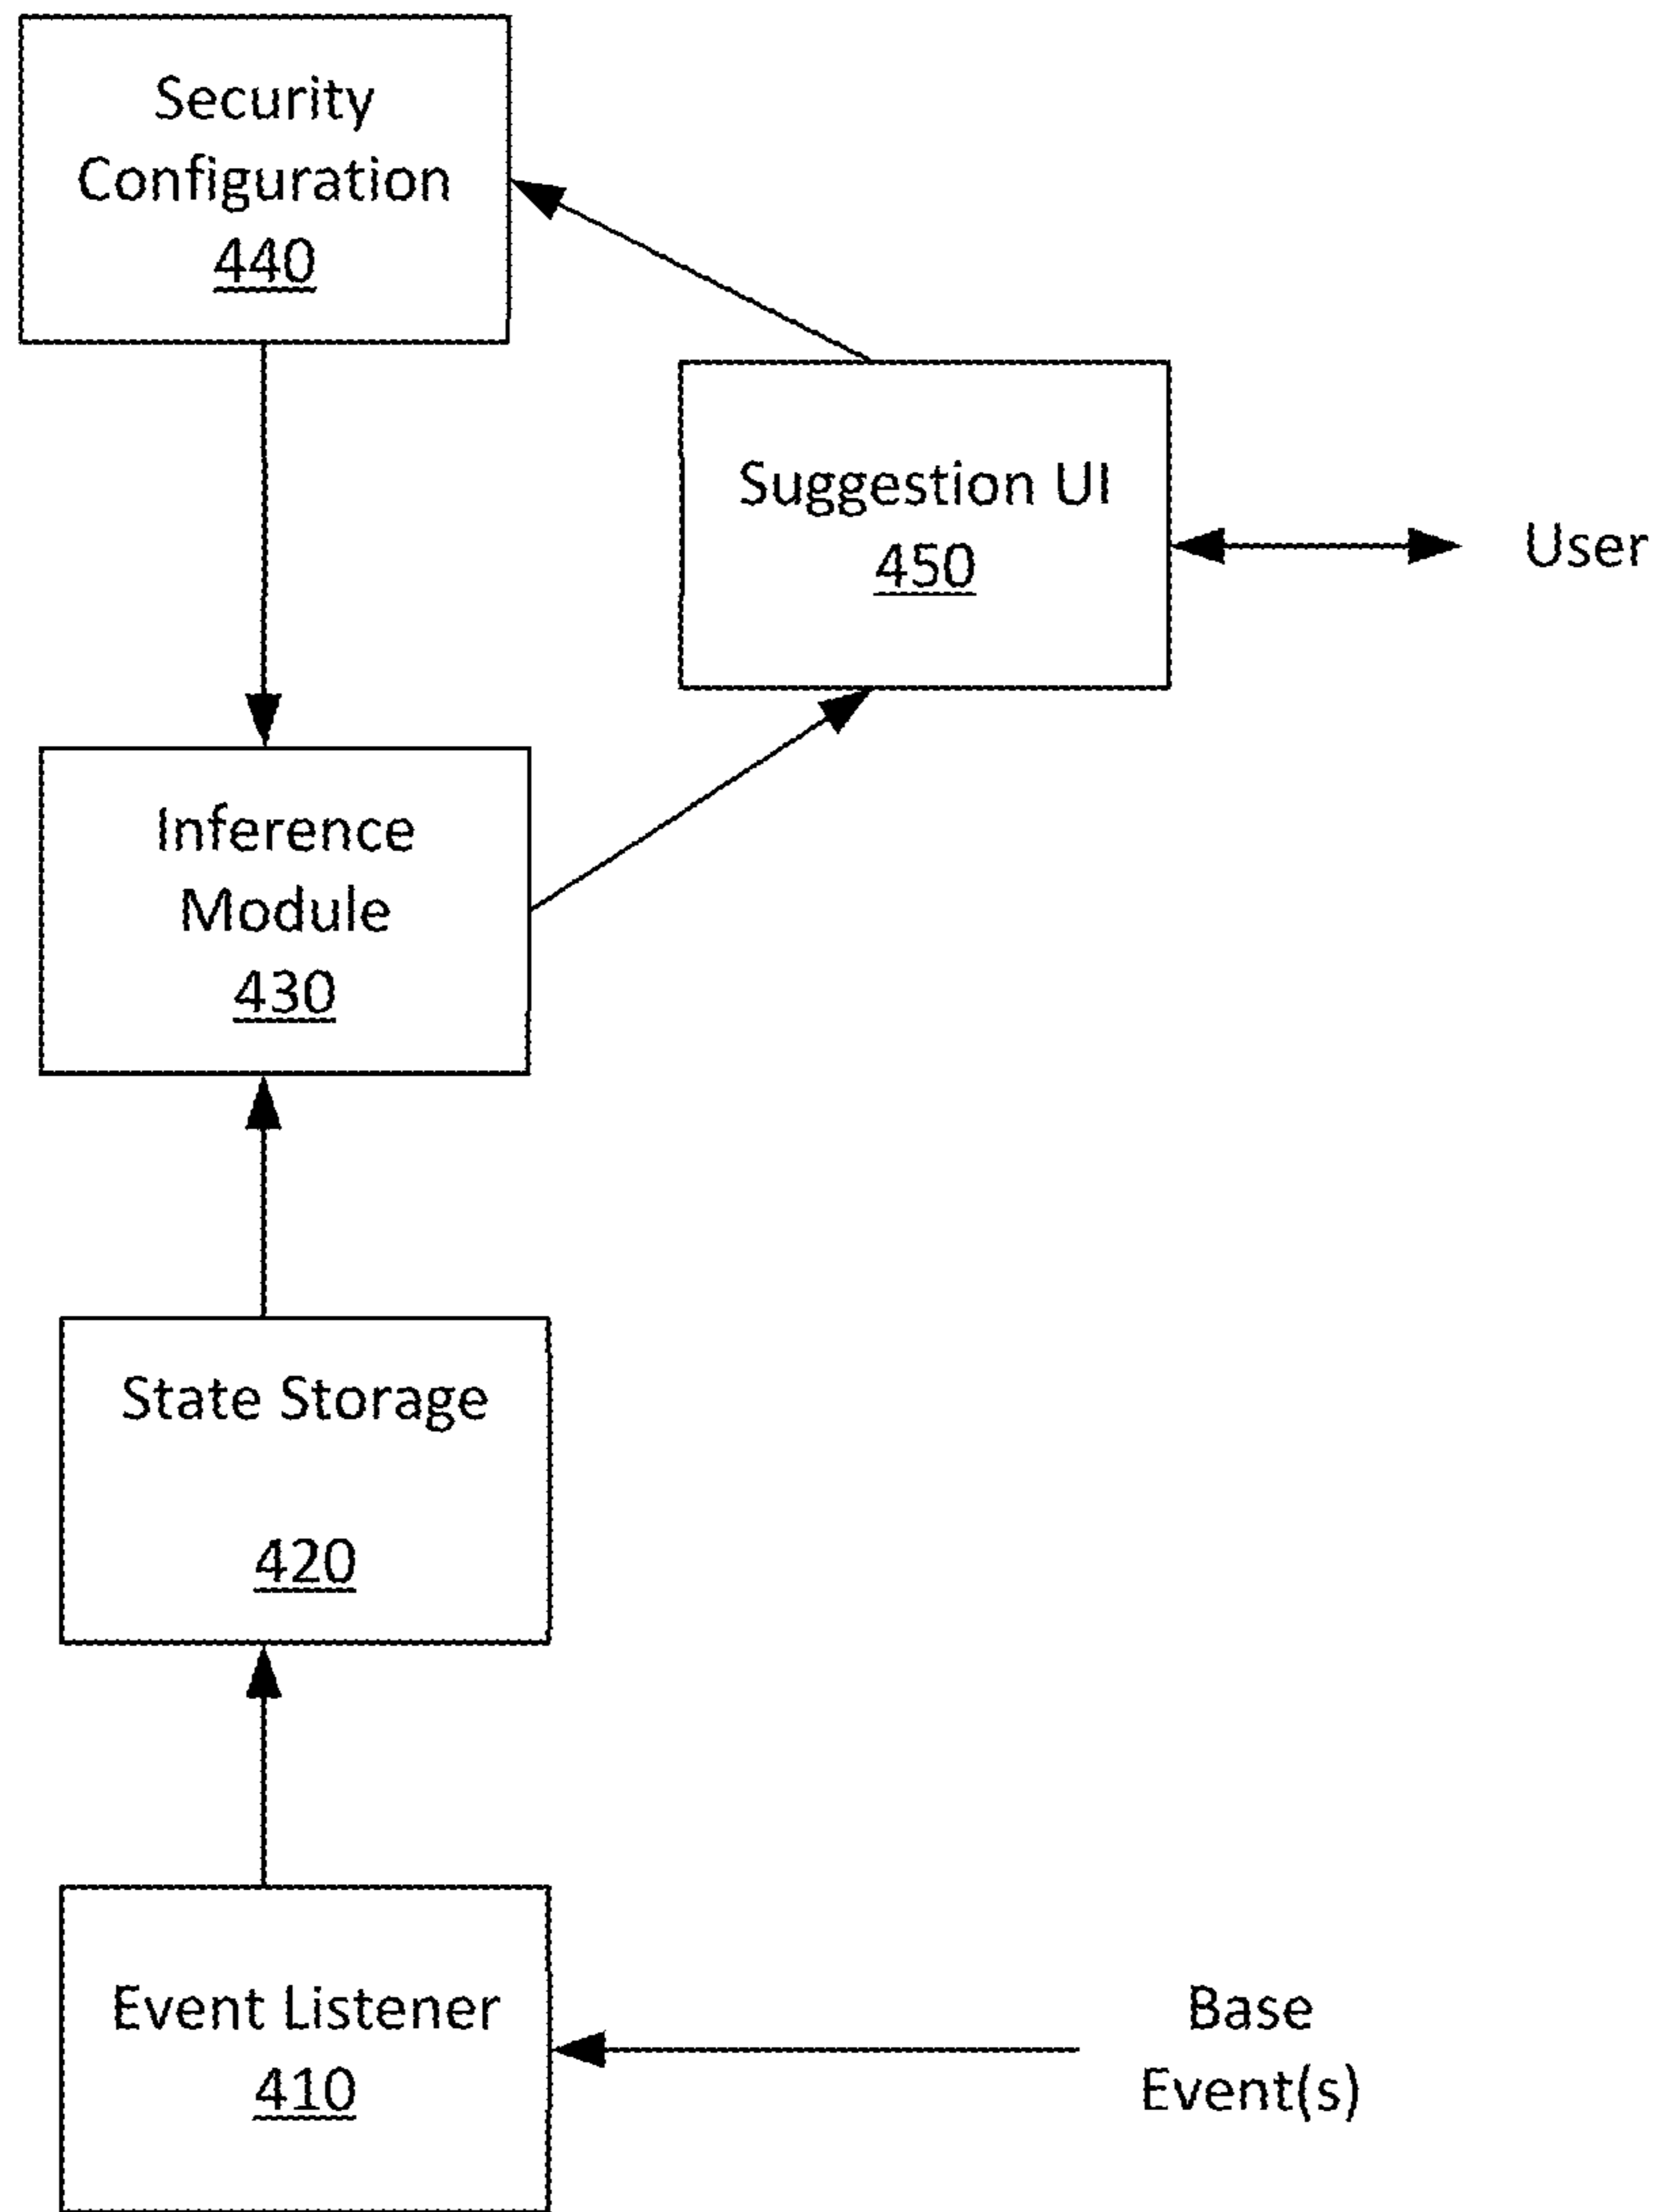 Security
Configuration
440
Suggestion UI
450
User
Inference
Module
430
State Storage
420
Event Listener
410
Base
Event(s)